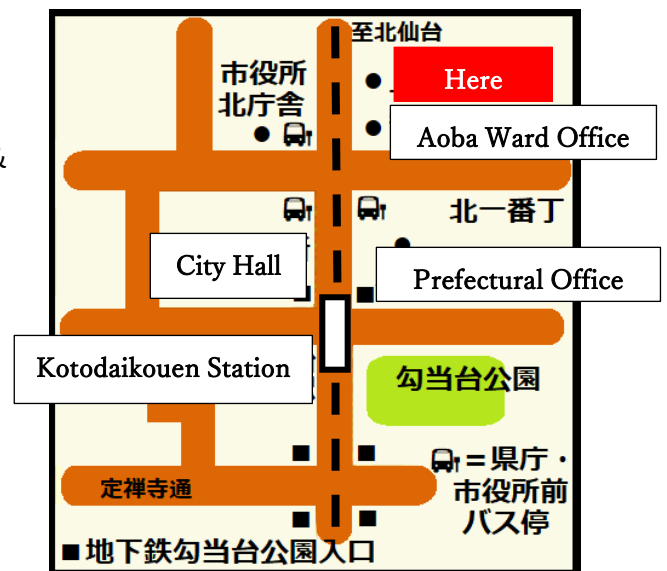 至北仙台
市役所
北庁舎
Here
Aoba Ward Office
&
北一番丁
City Hall
Prefectural Office
Kotodaikouen Station
勾当台公園
定禅寺通
=県庁・
市役所前
バス停
■地下鉄勾当台公園入口